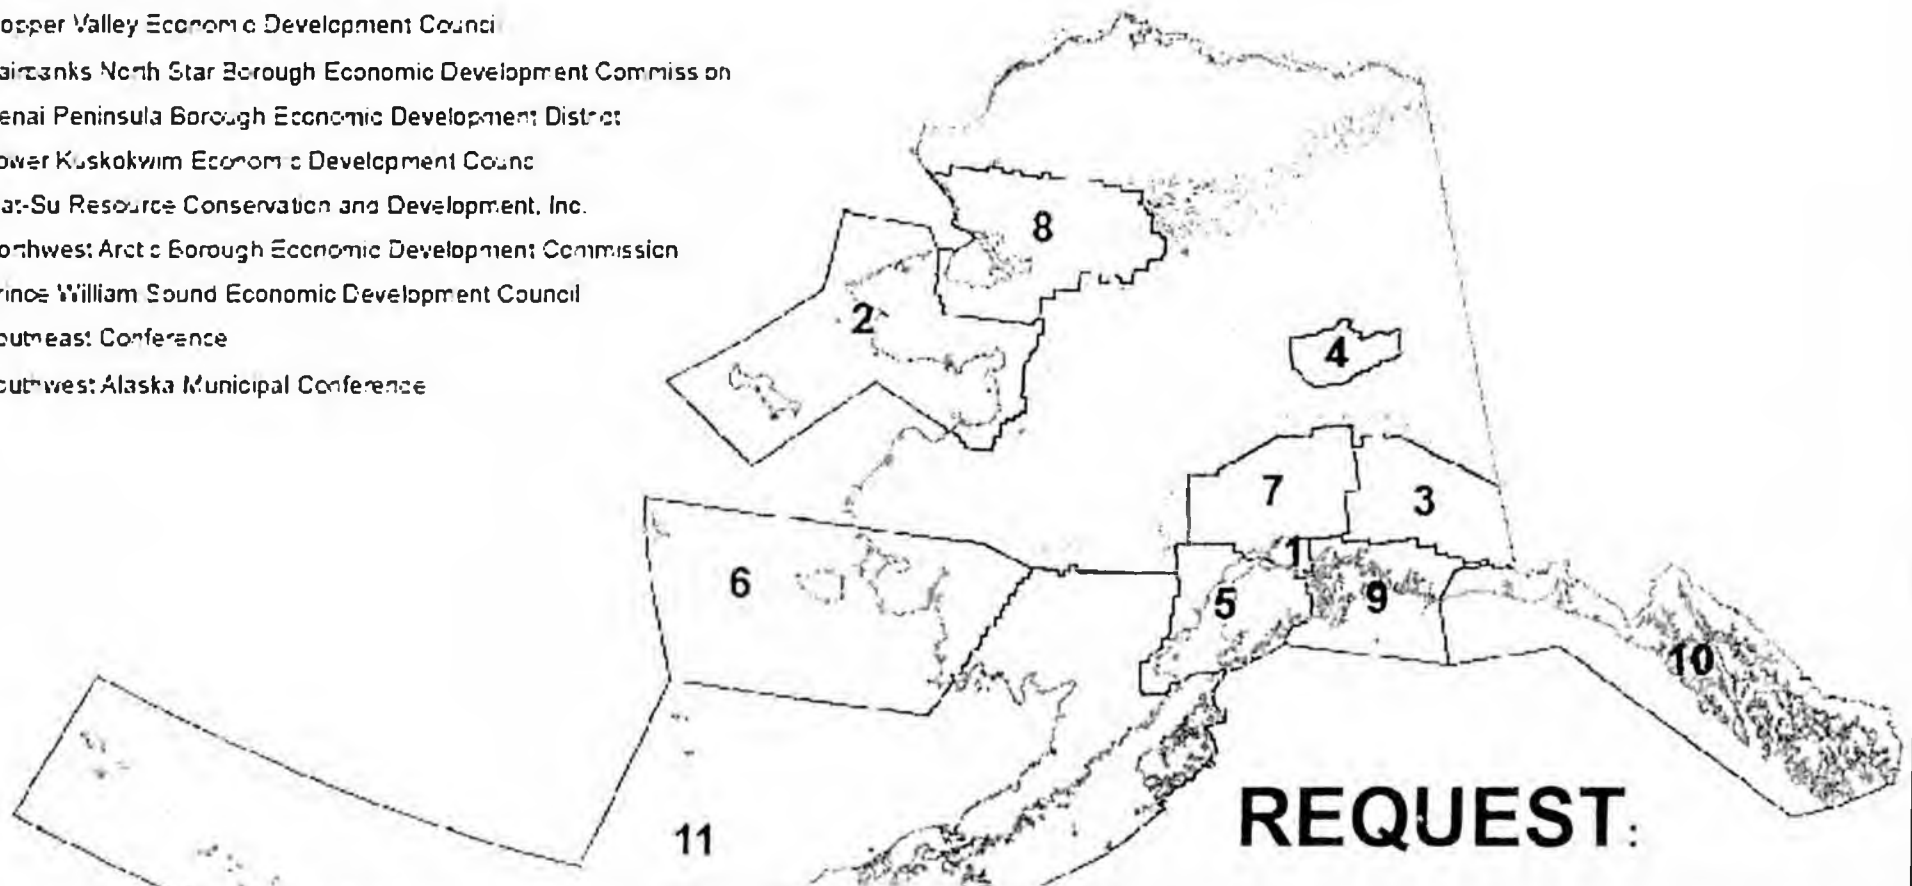 opper Valley Economic Development Counci
airbanks North Star Borough Economic Development Commission
enai Peninsula Borough Economic Development District
ower Kuskokwim Economic Development Counc
at-Su Resource Conservation and Development, Inc.
orthwest Arctic Borough Economic Development Commission
rince William Sound Economic Development Council
outheast Conference
outhwest Alaska Municipal Conference
8
2
4
7
3
1
6
5
9
10
11
REQUEST: